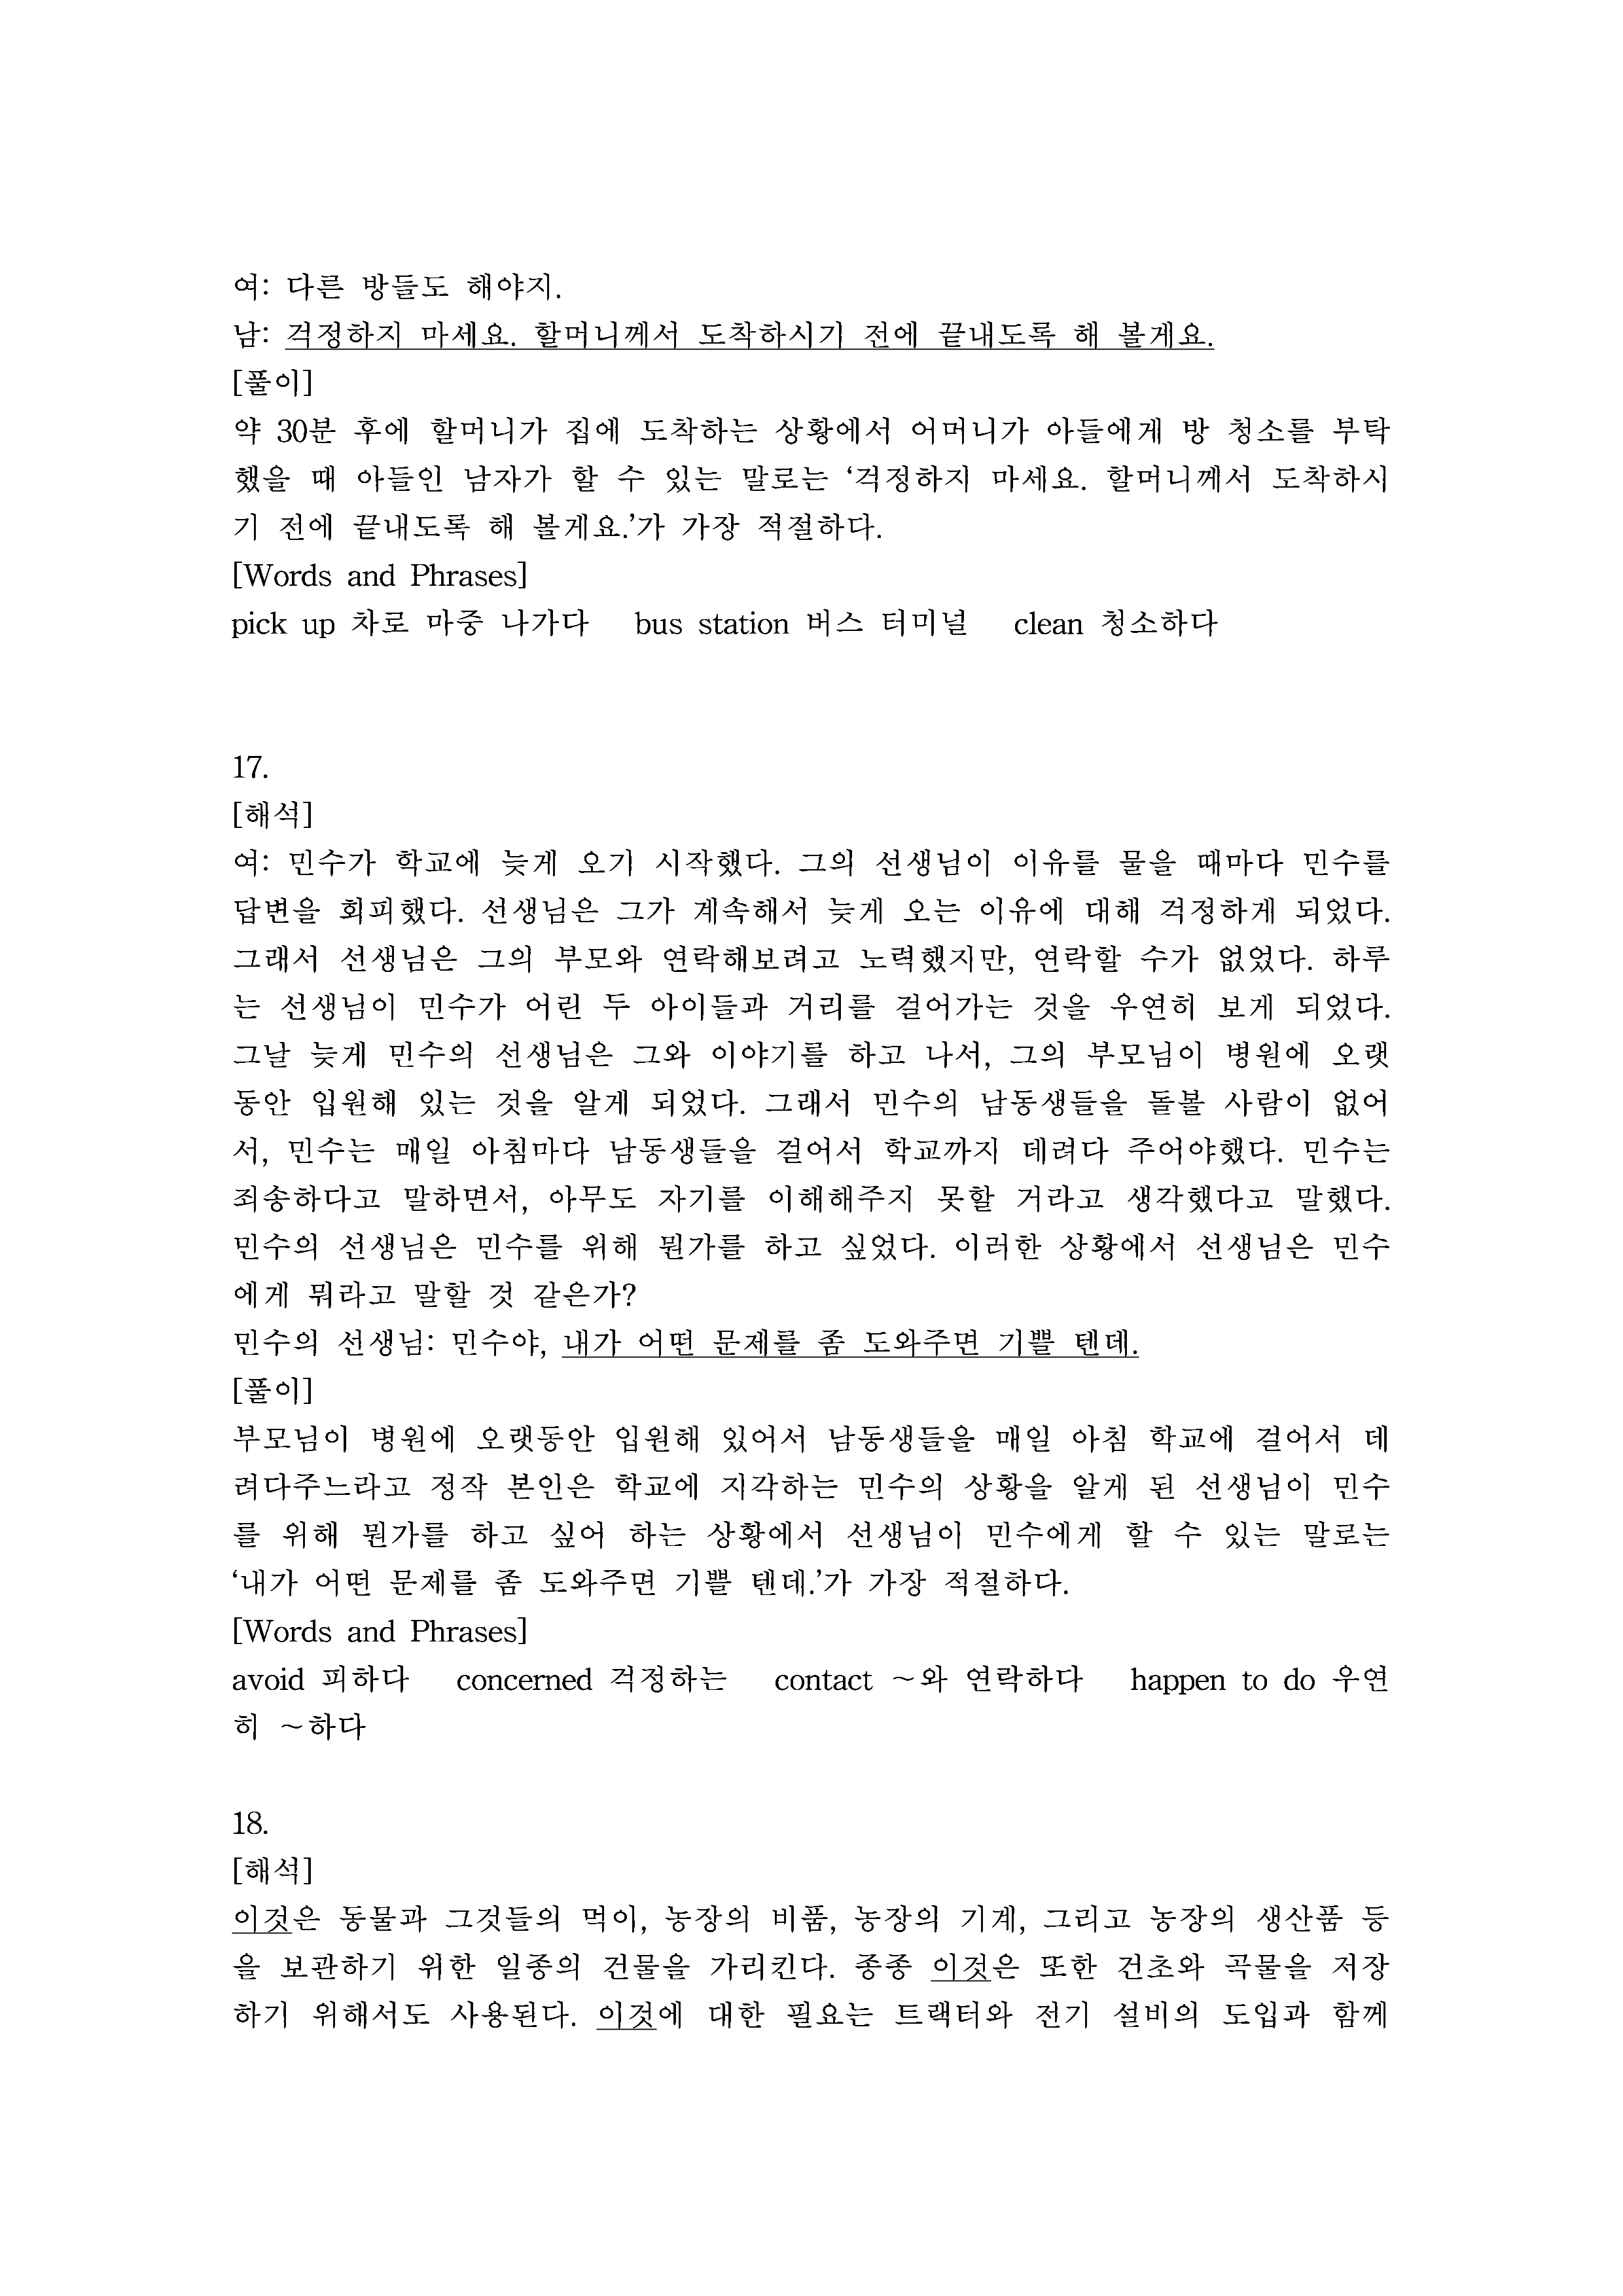 여: 다른 방들도 해야지.
남: 걱정하지 마세요. 할머니께서 도착하시기 전에 끝내도록 해 볼게요.
[풀이]
약 30분 후에 할머니가 집에 도착하는 상황에서 어머니가 아들에게 방 청소를 부탁
했을 때 아들인 남자가 할 수 있는 말로는 ‘걱정하지 마세요. 할머니께서 도착하시
기 전에 끝내도록 해 볼게요.’가 가장 적절하다.
[Words and Phrases]
pick up 차로 마중 나가다 bus station 버스 터미널 clean 청소하다
17.
[해석]
여: 민수가 학교에 늦게 오기 시작했다. 그의 선생님이 이유를 물을 때마다 민수를
답변을 회피했다. 선생님은 그가 계속해서 늦게 오는 이유에 대해 걱정하게 되었다.
그래서 선생님은 그의 부모와 연락해보려고 노력했지만, 연락할 수가 없었다. 하루
는 선생님이 민수가 어린 두 아이들과 거리를 걸어가는 것을 우연히 보게 되었다.
그날 늦게 민수의 선생님은 그와 이야기를 하고 나서, 그의 부모님이 병원에 오랫
동안 입원해 있는 것을 알게 되었다. 그래서 민수의 남동생들을 돌볼 사람이 없어
서, 민수는 매일 아침마다 남동생들을 걸어서 학교까지 데려다 주어야했다. 민수는
죄송하다고 말하면서, 아무도 자기를 이해해주지 못할 거라고 생각했다고 말했다.
민수의 선생님은 민수를 위해 뭔가를 하고 싶었다. 이러한 상황에서 선생님은 민수
에게 뭐라고 말할 것 같은가?
민수의 선생님: 민수야, 내가 어떤 문제를 좀 도와주면 기쁠 텐데.
[풀이]
부모님이 병원에 오랫동안 입원해 있어서 남동생들을 매일 아침 학교에 걸어서 데
려다주느라고 정작 본인은 학교에 지각하는 민수의 상황을 알게 된 선생님이 민수
를 위해 뭔가를 하고 싶어 하는 상황에서 선생님이 민수에게 할 수 있는 말로는
‘내가 어떤 문제를 좀 도와주면 기쁠 텐데.’가 가장 적절하다.
[Words and Phrases]
avoid 피하다 concerned 걱정하는 contact ~와 연락하다 happen to do 우연
히 ~하다
18.
[해석]
이것은 동물과 그것들의 먹이, 농장의 비품, 농장의 기계, 그리고 농장의 생산품 등
을 보관하기 위한 일종의 건물을 가리킨다. 종종 이것은 또한 건초와 곡물을 저장
하기 위해서도 사용된다. 이것에 대한 필요는 트랙터와 전기 설비의 도입과 함께